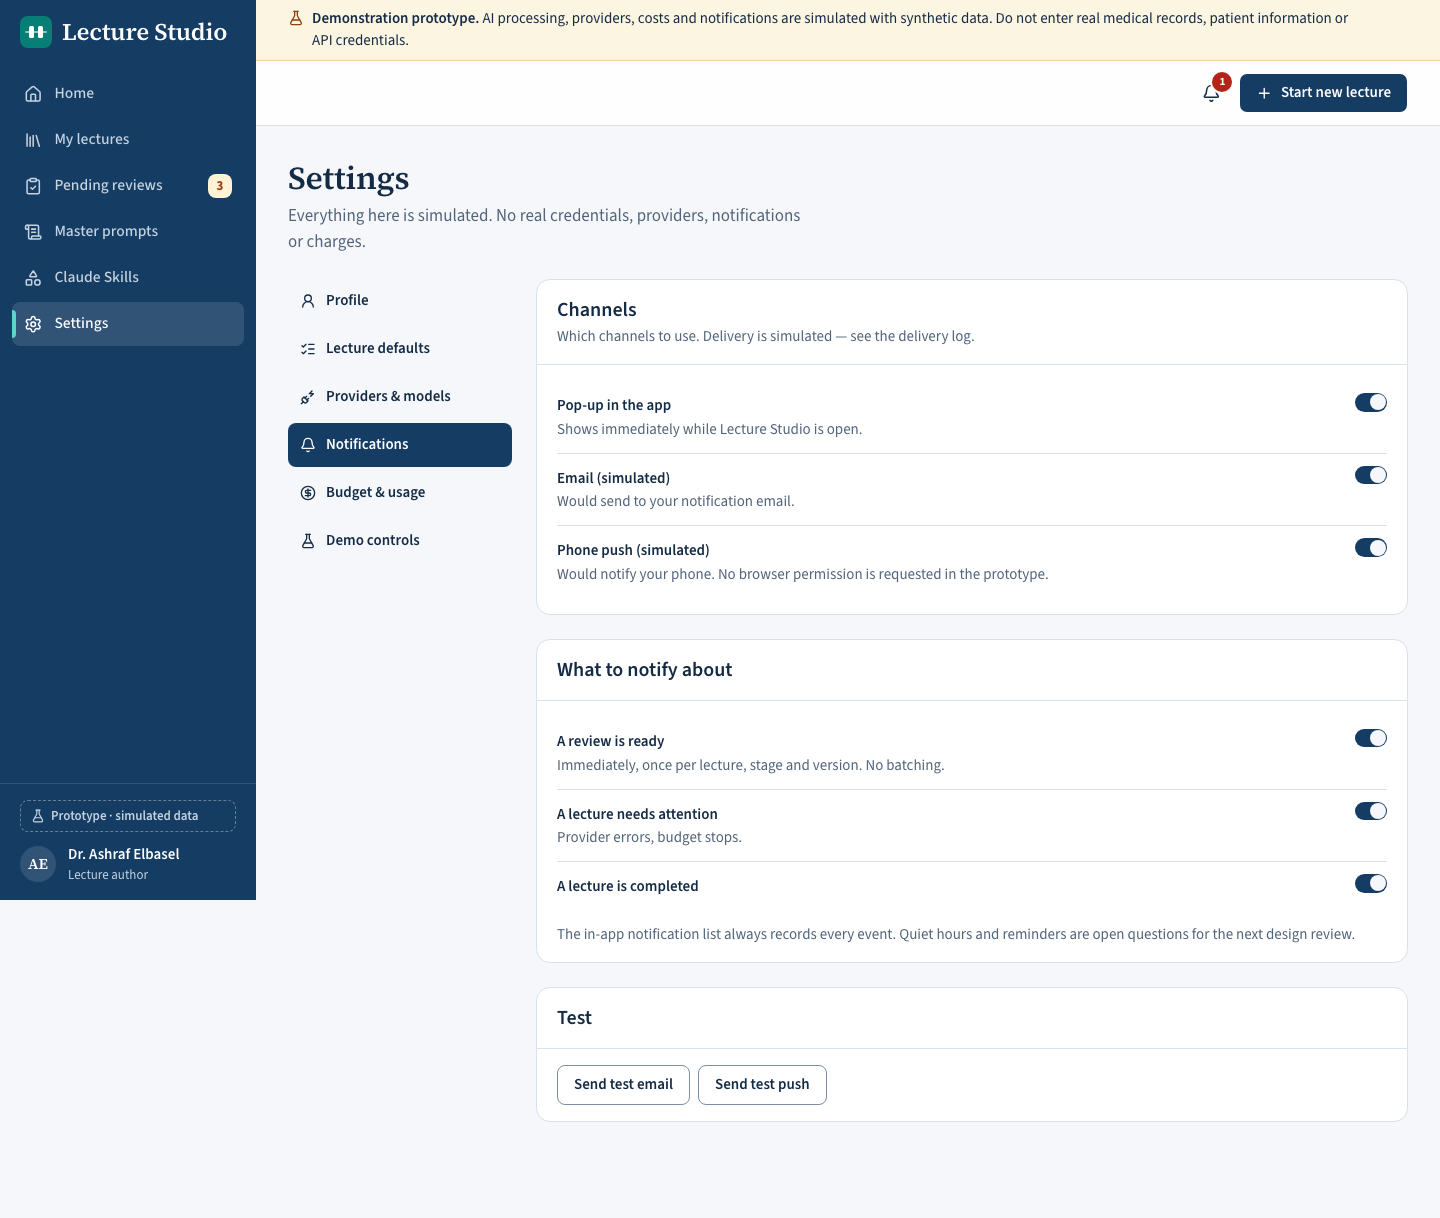 Lecture Studio
Home
My lectures
Pending reviews
3
Master prompts
Claude Skills
Settings
Prototype · simulated data
AE
Dr. Ashraf Elbasel
Lecture author
Demonstration prototype. AI processing, providers, costs and notifications are simulated with synthetic data. Do not enter real medical records, patient information or
API credentials.
1
Start new lecture
Settings
Everything here is simulated. No real credentials, providers, notifications
or charges.
Profile
Lecture defaults
Providers & models
Notifications
Budget & usage
Demo controls
Channels
Which channels to use. Delivery is simulated — see the delivery log.
Pop-up in the app
Shows immediately while Lecture Studio is open.
Email (simulated)
Would send to your notification email.
Phone push (simulated)
Would notify your phone. No browser permission is requested in the prototype.
What to notify about
A review is ready
Immediately, once per lecture, stage and version. No batching.
A lecture needs attention
Provider errors, budget stops.
A lecture is completed
The in-app notification list always records every event. Quiet hours and reminders are open questions for the next design review.
Test
Send test email
Send test push